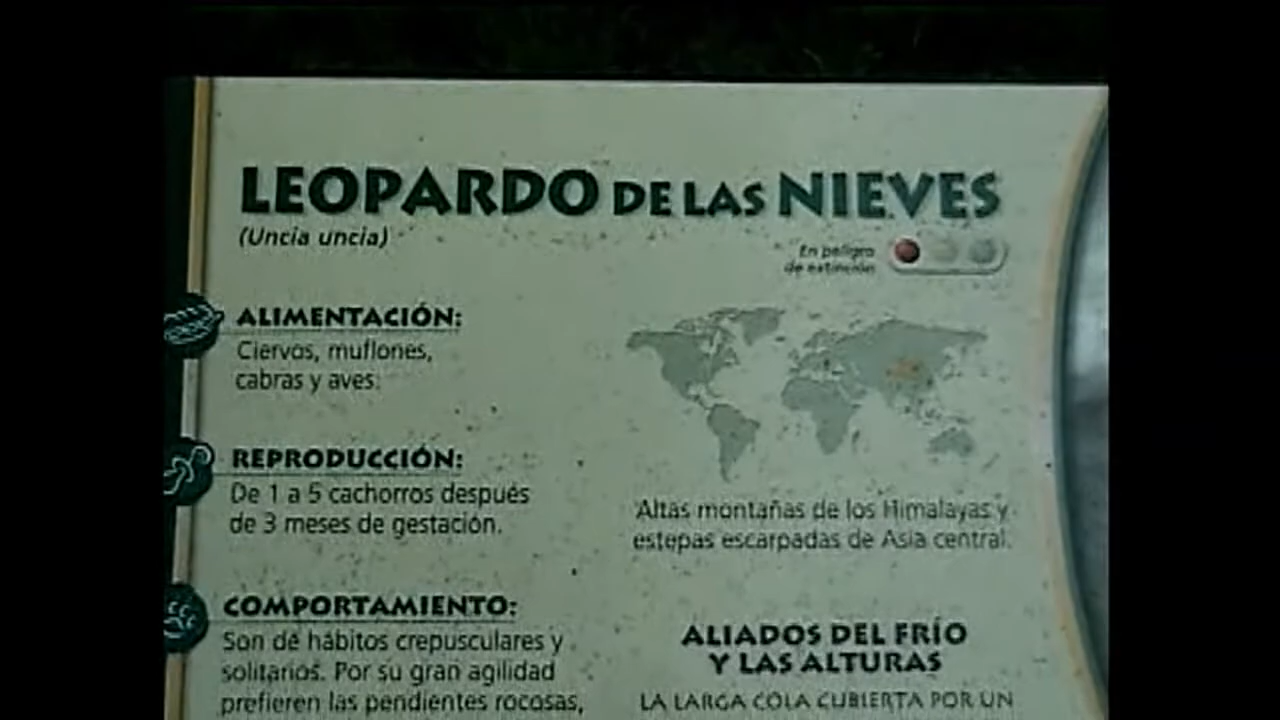 LEOPARDO DE LAS NIEVES
(Uncia uncia)
En peligro
de extinción
ALIMENTACIÓN:
Ciervos, muflones,
cabras y aves.
REPRODUCCIÓN:
De 1 a 5 cachorros después
de 3 meses de gestación.
COMPORTAMIENTO:
Son de hábitos crepusculares y
solitarios. Por su gran agilidad
prefieren las pendientes rocosas,
Altas montañas de los Himalayas y
estepas escarpadas de Asia central.
ALIADOS DEL FRÍO
Y LAS ALTURAS
LA LARGA COLA CUBIERTA POR UN